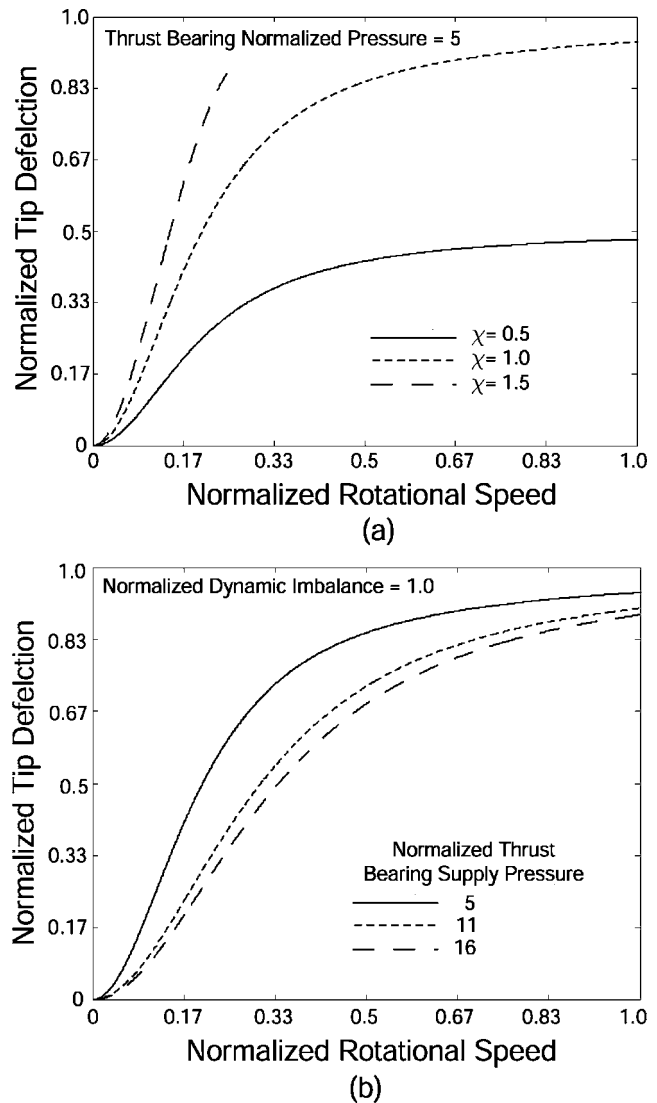 1.0
Thrust Bearing Normalized Pressure = 5
0.83
0.67
0.5
0.33
0.17
0
Normalized Tip Defelction
χ= 0.5
χ= 1.0
χ= 1.5
0 0.17 0.33 0.5 0.67 0.83 1.0
Normalized Rotational Speed
(a)
1.0
Normalized Dynamic Imbalance = 1.0
0.83
0.67
0.5
0.33
0.17
0
Normalized Tip Defelction
Normalized Thrust
Bearing Supply Pressure
5
11
16
0 0.17 0.33 0.5 0.67 0.83 1.0
Normalized Rotational Speed
(b)